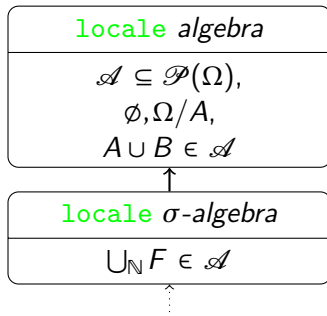 locale algebra
𝒜 ⊆ 𝒫(Ω),
ϕ, Ω/A,
A ∪ B ∈ 𝒜
locale σ-algebra
⋃ℕ F ∈ 𝒜